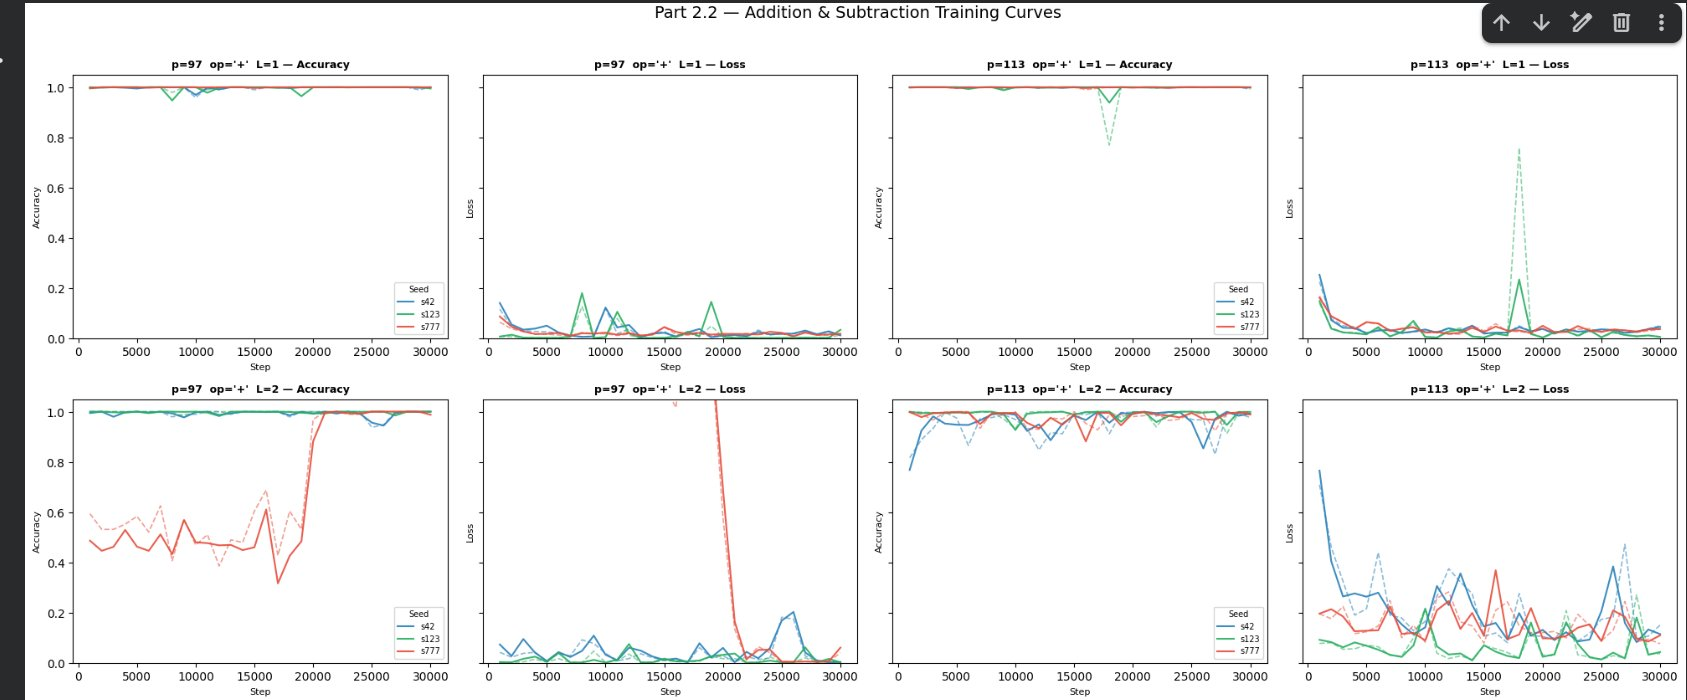 Part 2.2 — Addition & Subtraction Training Curves
p=97 op='+' L=1 — Accuracy
Accuracy
1.0
0.8
0.6
0.4
0.2
0.0
Seed
s42
s123
s777
0 5000 10000 15000 20000 25000 30000
Step
p=97 op='+' L=1 — Loss
Loss
0 5000 10000 15000 20000 25000 30000
Step
p=113 op='+' L=1 — Accuracy
Accuracy
Seed
s42
s123
s777
0 5000 10000 15000 20000 25000 30000
Step
p=113 op='+' L=1 — Loss
Loss
0 5000 10000 15000 20000 25000 30000
Step
p=97 op='+' L=2 — Accuracy
Accuracy
1.0
0.8
0.6
0.4
0.2
0.0
Seed
s42
s123
s777
0 5000 10000 15000 20000 25000 30000
Step
p=97 op='+' L=2 — Loss
Loss
0 5000 10000 15000 20000 25000 30000
Step
p=113 op='+' L=2 — Accuracy
Accuracy
Seed
s42
s123
s777
0 5000 10000 15000 20000 25000 30000
Step
p=113 op='+' L=2 — Loss
Loss
0 5000 10000 15000 20000 25000 30000
Step